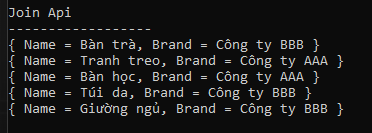 Join Api
------------------
{ Name = Bàn trà, Brand = Công ty BBB }
{ Name = Tranh treo, Brand = Công ty AAA }
{ Name = Bàn học, Brand = Công ty AAA }
{ Name = Túi da, Brand = Công ty BBB }
{ Name = Giường ngủ, Brand = Công ty BBB }